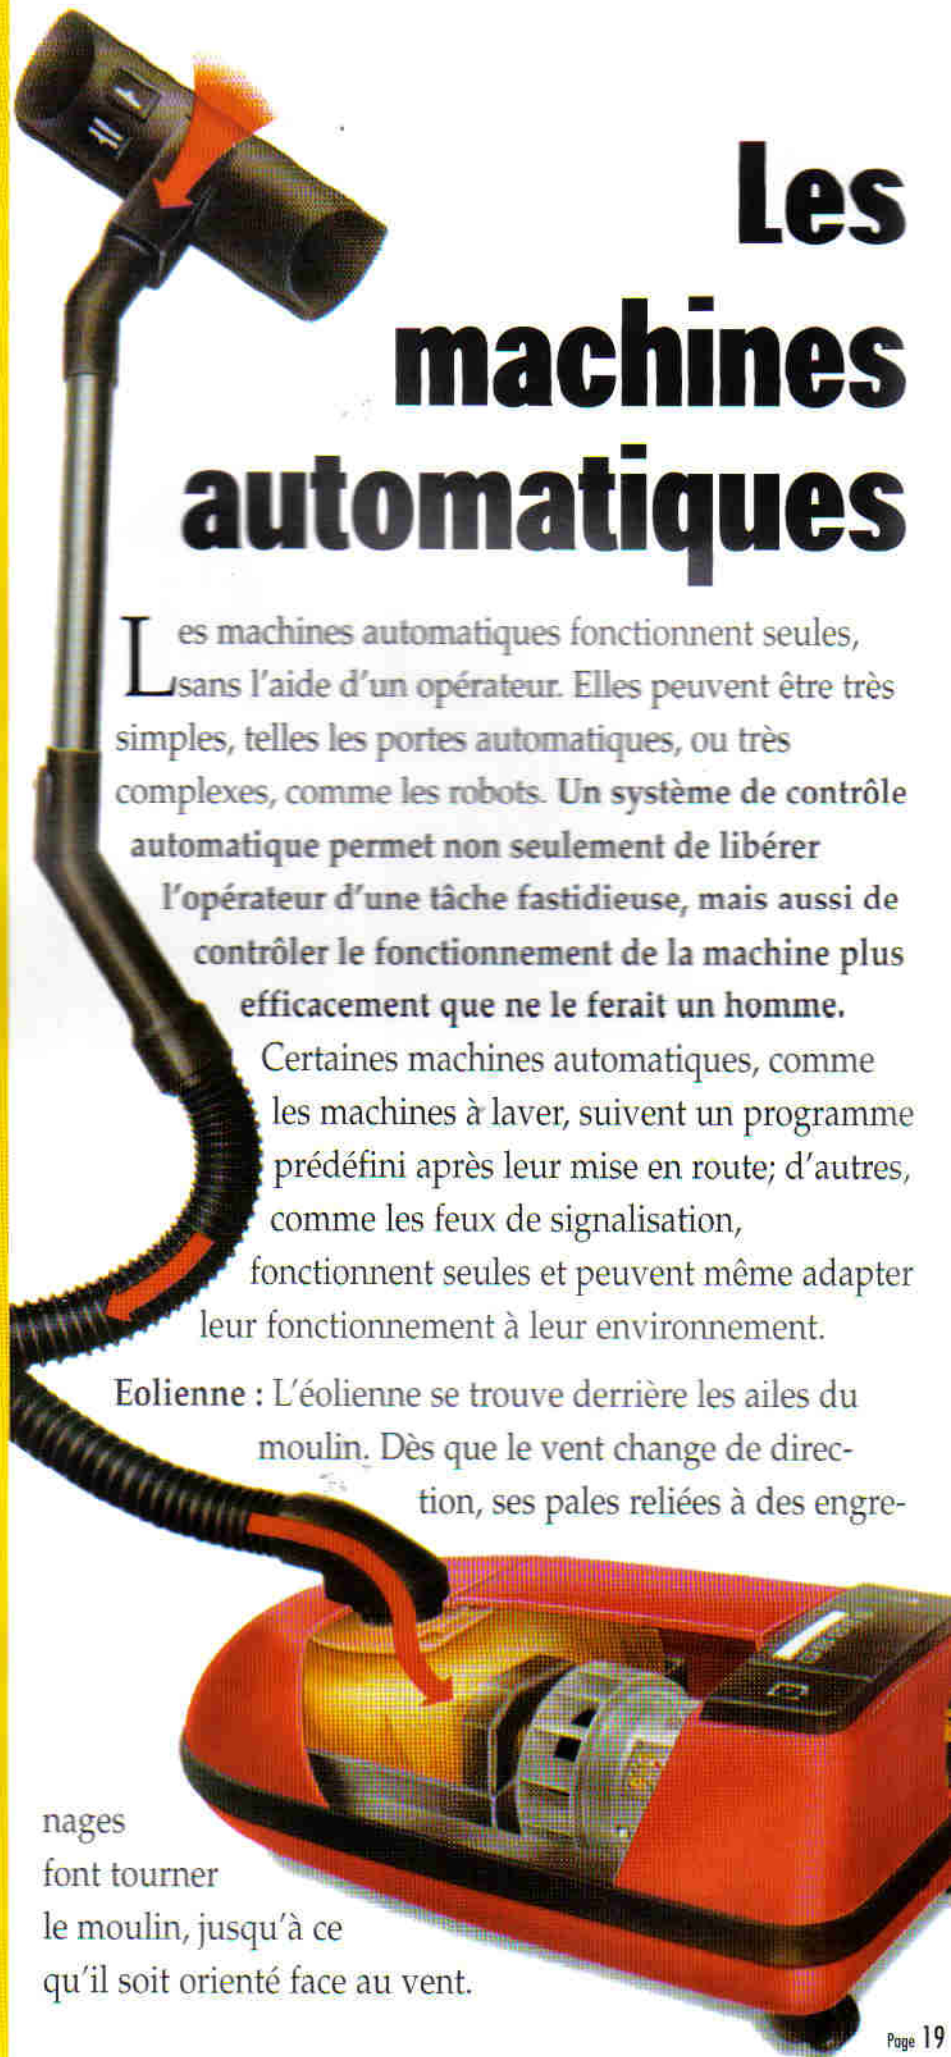 Les
machines
automatiques
Les machines automatiques fonctionnent seules,
sans l'aide d'un opérateur. Elles peuvent être très
simples, telles les portes automatiques, ou très
complexes, comme les robots. Un système de contrôle
automatique permet non seulement de libérer
l'opérateur d'une tâche fastidieuse, mais aussi de
contrôler le fonctionnement de la machine plus
efficacement que ne le ferait un homme.
Certaines machines automatiques, comme
les machines à laver, suivent un programme
prédéfini après leur mise en route; d'autres,
comme les feux de signalisation,
fonctionnent seules et peuvent même adapter
leur fonctionnement à leur environnement.
Eolienne : L'éolienne se trouve derrière les ailes du
moulin. Dès que le vent change de direc-
tion, ses pales reliées à des engre-
nages
font tourner
le moulin, jusqu'à ce
qu'il soit orienté face au vent.
Page 19